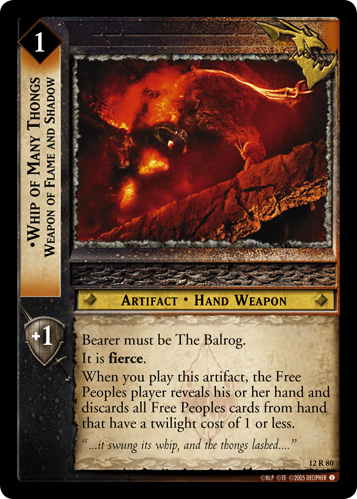 1
•Whip of Many Thongs
Weapon of Flame and Shadow
Artifact • Hand Weapon
+1
Bearer must be The Balrog.
It is fierce.
When you play this artifact, the Free
Peoples player reveals his or her hand and
discards all Free Peoples cards from hand
that have a twilight cost of 1 or less.
“...it swung its whip, and the thongs lashed....”
12 R 80
©NLP ©TE ©2005 DECIPHER